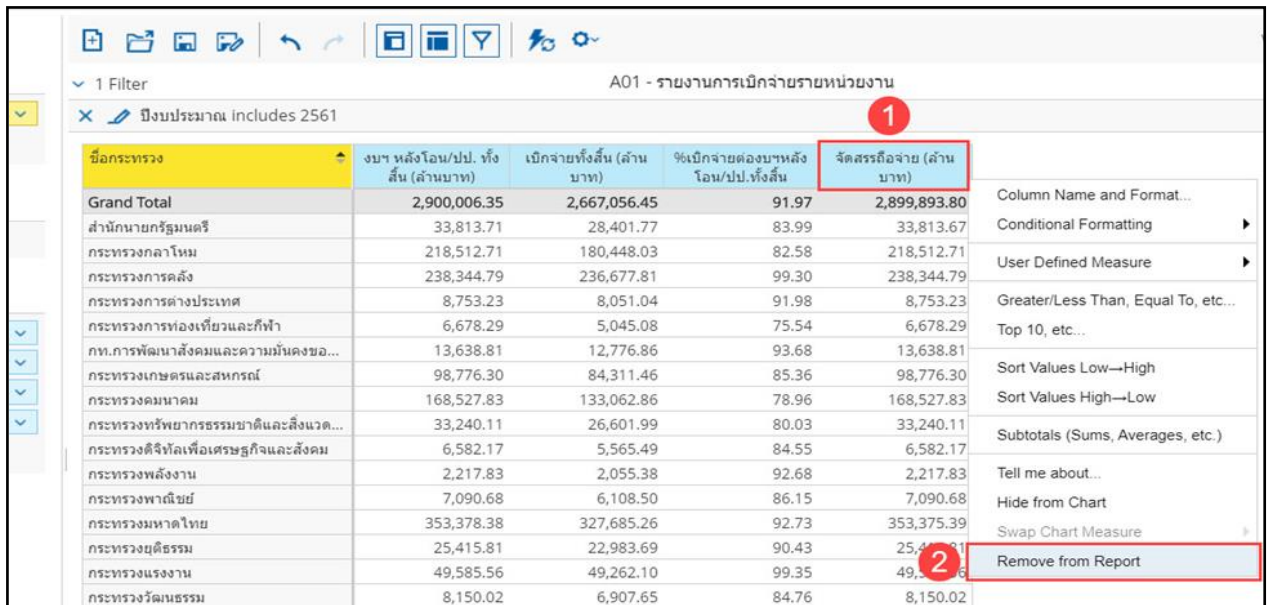 1 Filter
A01 - รายงานการเบิกจ่ายรายหน่วยงาน
ปีงบประมาณ includes 2561
1
ชื่อกระทรวง งบฯ หลังโอน/ปป. ทั้งสิ้น (ล้านบาท) เบิกจ่ายทั้งสิ้น (ล้านบาท) %เบิกจ่ายต่องบฯหลังโอน/ปป.ทั้งสิ้น จัดสรรถือจ่าย (ล้านบาท)
Grand Total 2,900,006.35 2,667,056.45 91.97 2,899,893.80
สำนักนายกรัฐมนตรี 33,813.71 28,401.77 83.99 33,813.67
กระทรวงกลาโหม 218,512.71 180,448.03 82.58 218,512.71
กระทรวงการคลัง 238,344.79 236,677.81 99.30 238,344.79
กระทรวงการต่างประเทศ 8,753.23 8,051.04 91.98 8,753.23
กระทรวงการท่องเที่ยวและกีฬา 6,678.29 5,045.08 75.54 6,678.29
กท.การพัฒนาสังคมและความมั่นคงขอ... 13,638.81 12,776.86 93.68 13,638.81
กระทรวงเกษตรและสหกรณ์ 98,776.30 84,311.46 85.36 98,776.30
กระทรวงคมนาคม 168,527.83 133,062.86 78.96 168,527.83
กระทรวงทรัพยากรธรรมชาติและสิ่งแวด... 33,240.11 26,601.99 80.03 33,240.11
กระทรวงดิจิทัลเพื่อเศรษฐกิจและสังคม 6,582.17 5,565.49 84.55 6,582.17
กระทรวงพลังงาน 2,217.83 2,055.38 92.68 2,217.83
กระทรวงพาณิชย์ 7,090.68 6,108.50 86.15 7,090.68
กระทรวงมหาดไทย 353,378.38 327,685.26 92.73 353,375.39
กระทรวงยุติธรรม 25,415.81 22,983.69 90.43
กระทรวงแรงงาน 49,585.56 49,262.10 99.35
กระทรวงวัฒนธรรม 8,150.02 6,907.65 84.76 8,150.02
Column Name and Format...
Conditional Formatting
User Defined Measure
Greater/Less Than, Equal To, etc...
Top 10, etc...
Sort Values Low→High
Sort Values High→Low
Subtotals (Sums, Averages, etc.)
Tell me about...
Hide from Chart
Swap Chart Measure
2
Remove from Report